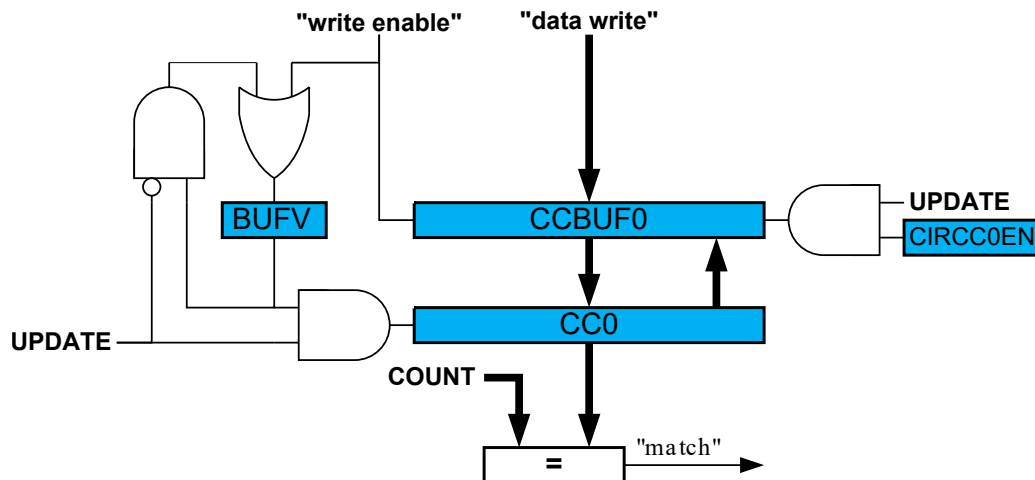 "write enable"
"data write"
BUFV
CCBUF0
UPDATE
CIRCC0EN
CC0
UPDATE
COUNT
=
"match"